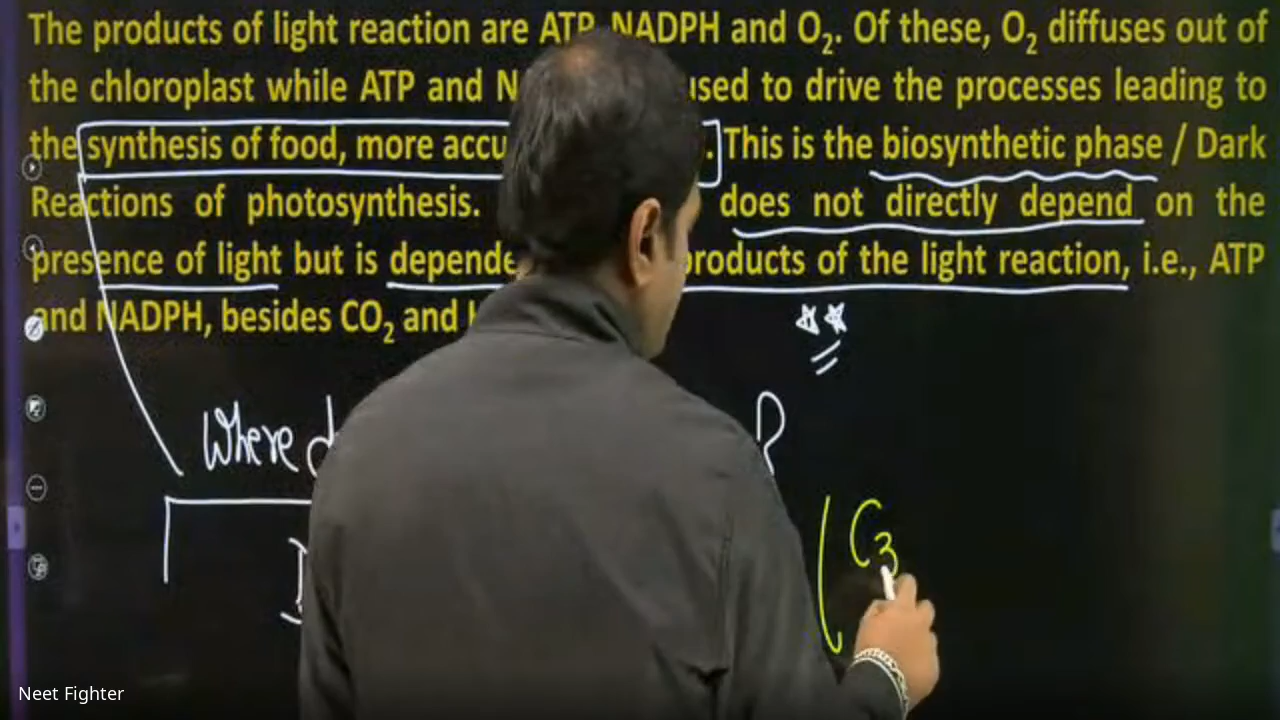 The products of light reaction are ATP, NADPH and O₂. Of these, O₂ diffuses out of
the chloroplast while ATP and used to drive the processes leading to
the synthesis of food, more This is the biosynthetic phase / Dark
Reactions of photosynthesis. does not directly depend on the
presence of light but is products of the light reaction, i.e., ATP
and NADPH, besides CO₂ and
Where ?
( C₃
Neet Fighter